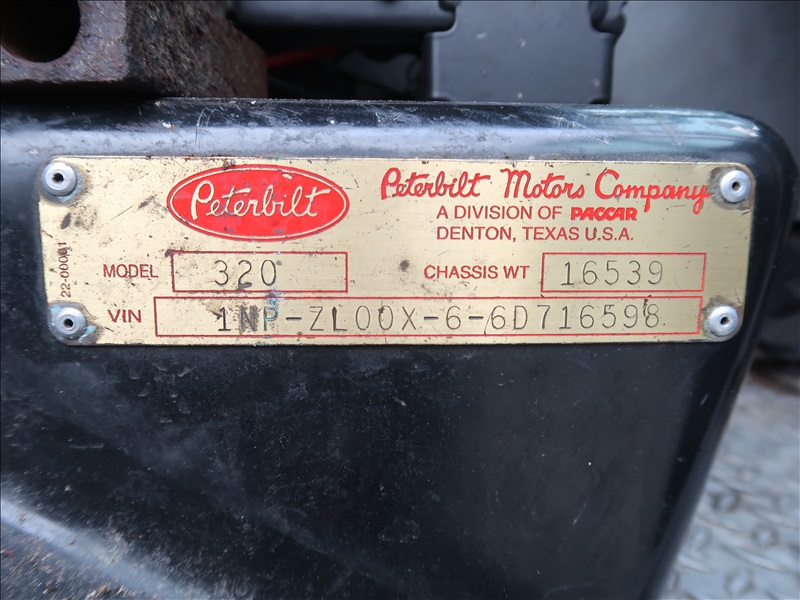 Peterbilt
Peterbilt Motors Company
A DIVISION OF PACCAR
DENTON, TEXAS U.S.A.
MODEL 320 CHASSIS WT 16539
VIN 1NP-ZL00X-6-6D716598